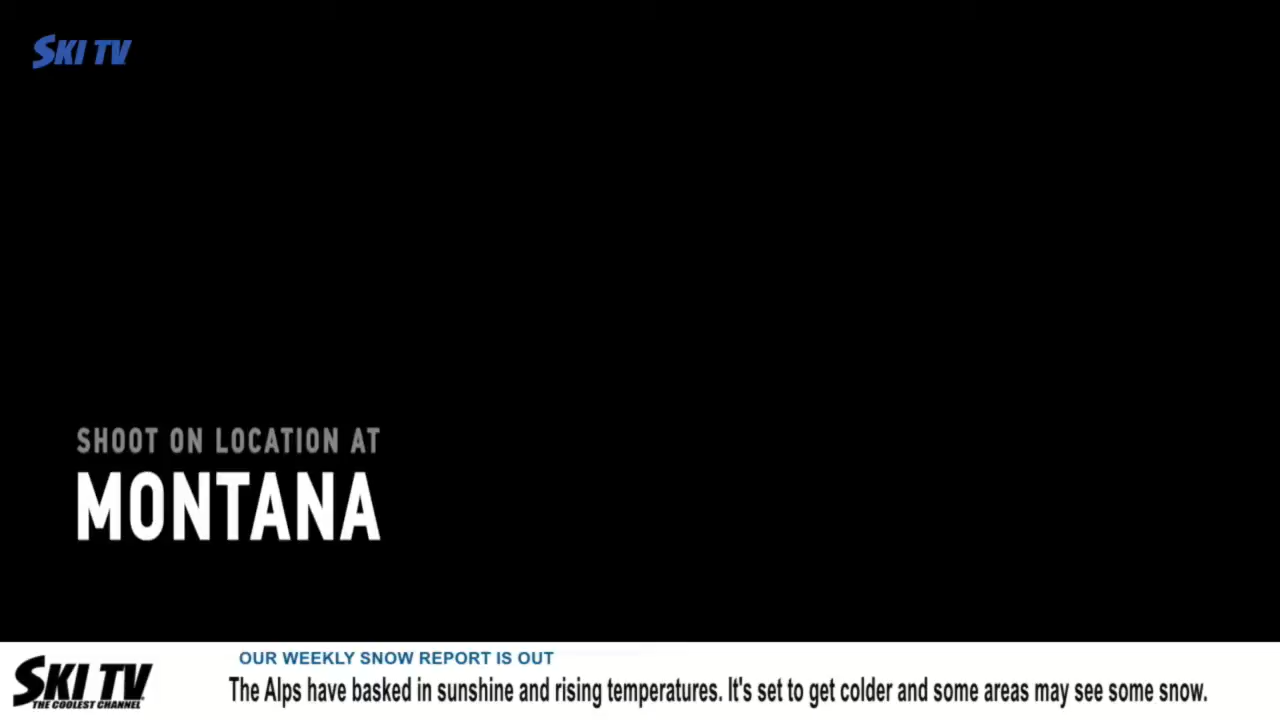 SKI TV
SHOOT ON LOCATION AT
MONTANA
OUR WEEKLY SNOW REPORT IS OUT
SKI TV
THE COOLEST CHANNEL
The Alps have basked in sunshine and rising temperatures. It's set to get colder and some areas may see some snow.